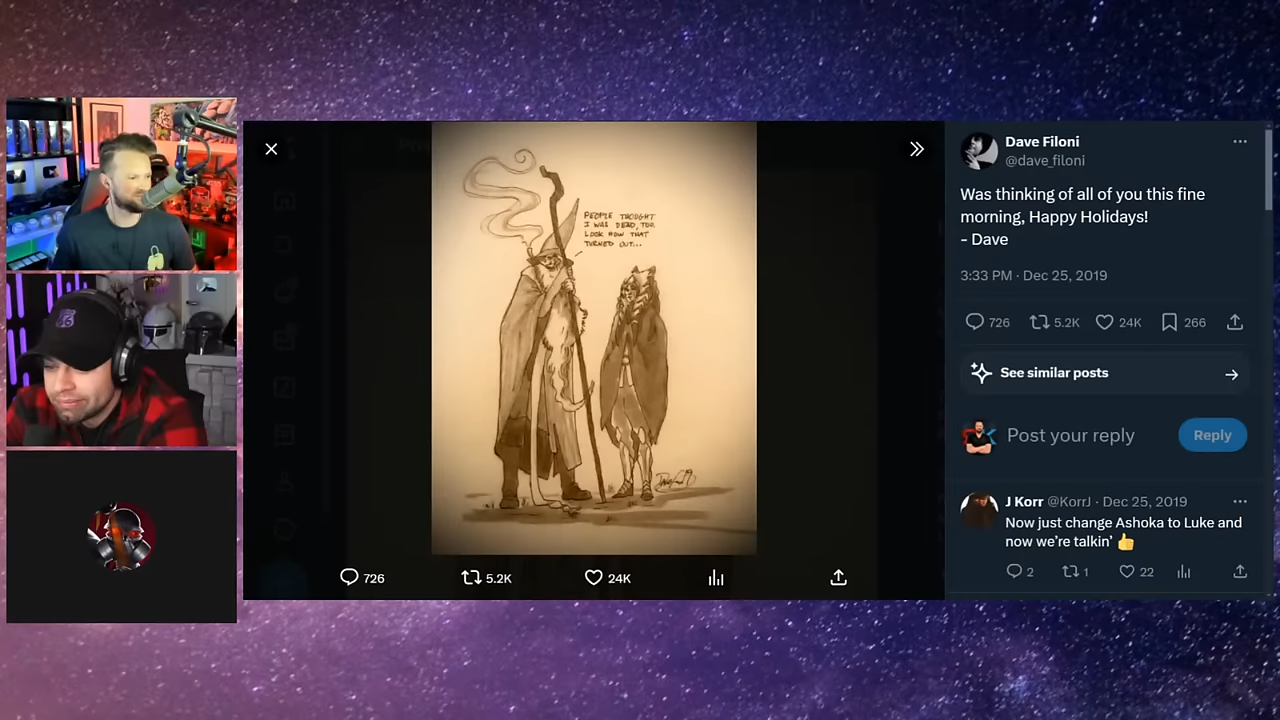 PEOPLE THOUGHT
I WAS DEAD, TOO.
LOOK HOW THAT
TURNED OUT...
726
5.2K
24K
Dave Filoni
@dave_filoni
Was thinking of all of you this fine
morning, Happy Holidays!
- Dave
3:33 PM · Dec 25, 2019
726 5.2K 24K 266
See similar posts
Post your reply
Reply
J Korr @KorrJ · Dec 25, 2019
Now just change Ashoka to Luke and
now we're talkin' 👍
2 1 22